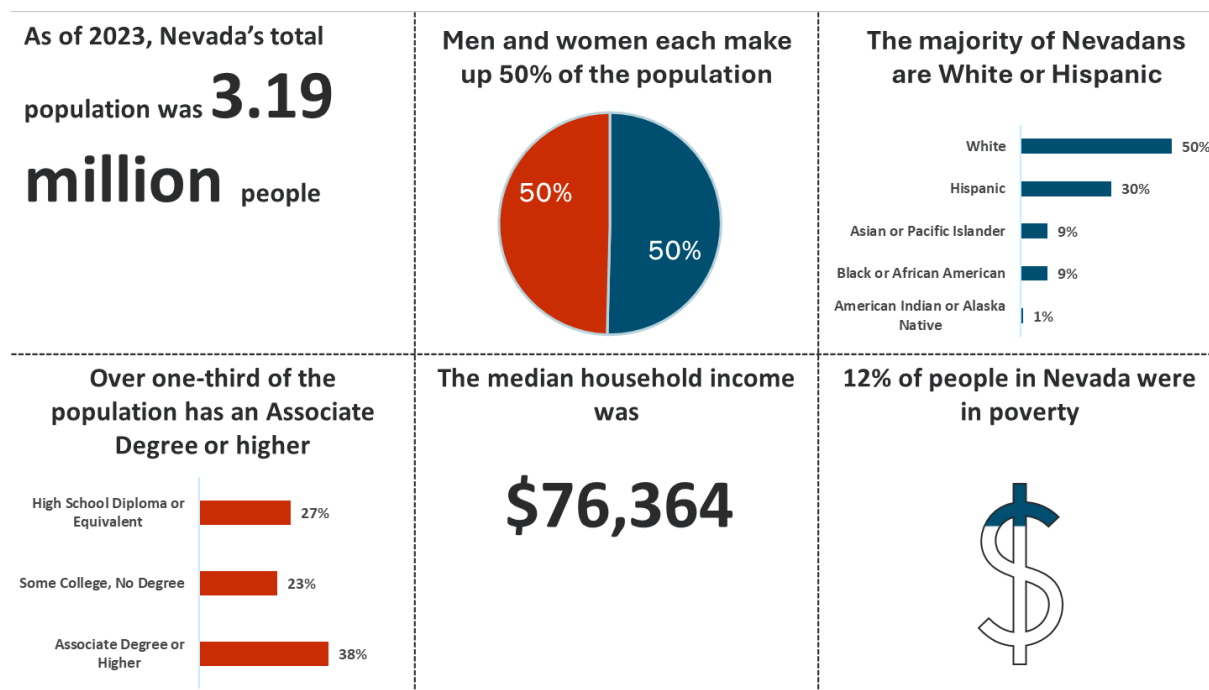 As of 2023, Nevada’s total
population was 3.19
million people
Men and women each make
up 50% of the population
50%
50%
The majority of Nevadans
are White or Hispanic
White 50%
Hispanic 30%
Asian or Pacific Islander 9%
Black or African American 9%
American Indian or Alaska
Native 1%
Over one-third of the
population has an Associate
Degree or higher
High School Diploma or
Equivalent 27%
Some College, No Degree 23%
Associate Degree or
Higher 38%
The median household income
was
$76,364
12% of people in Nevada were
in poverty